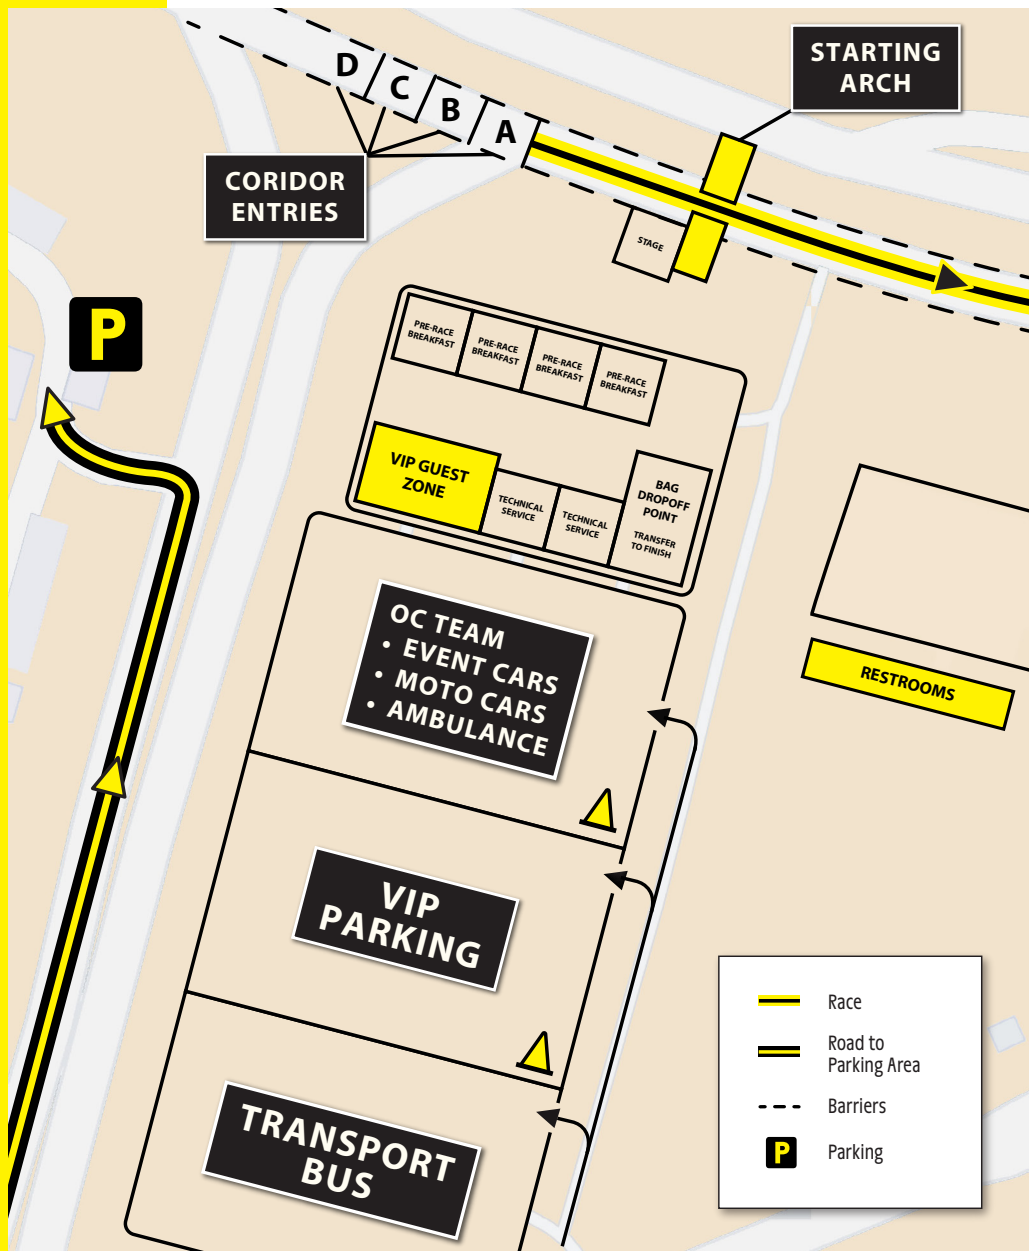 STARTING
ARCH
D
C
B
A
CORIDOR
ENTRIES
STAGE
P
PRE-RACE
BREAKFAST
PRE-RACE
BREAKFAST
PRE-RACE
BREAKFAST
PRE-RACE
BREAKFAST
VIP GUEST
ZONE
TECHNICAL
SERVICE
TECHNICAL
SERVICE
BAG
DROPOFF
POINT
TRANSFER
TO FINISH
OC TEAM
• EVENT CARS
• MOTO CARS
• AMBULANCE
RESTROOMS
VIP
PARKING
TRANSPORT
BUS
Race
Road to
Parking Area
Barriers
P
Parking